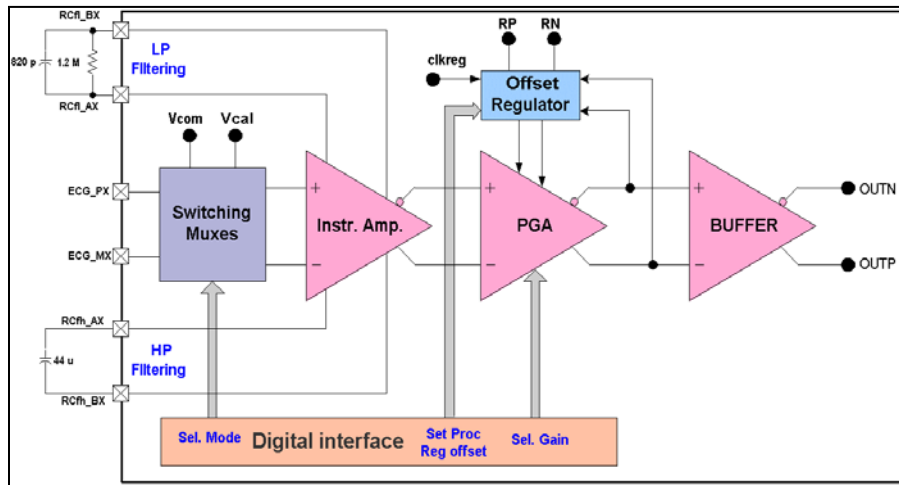 RCfl_BX
LP
FIltering
820 p
1.2 M
RCfl_AX
Vcom
Vcal
clkreg
RP
RN
Offset
Regulator
ECG_PX
ECG_MX
Switching
Muxes
+
Instr. Amp.
−
+
PGA
−
+
BUFFER
−
OUTN
OUTP
RCfh_AX
44 u
HP
FIltering
RCfh_BX
Sel. Mode
Digital interface
Set Proc
Reg offset
Sel. Gain